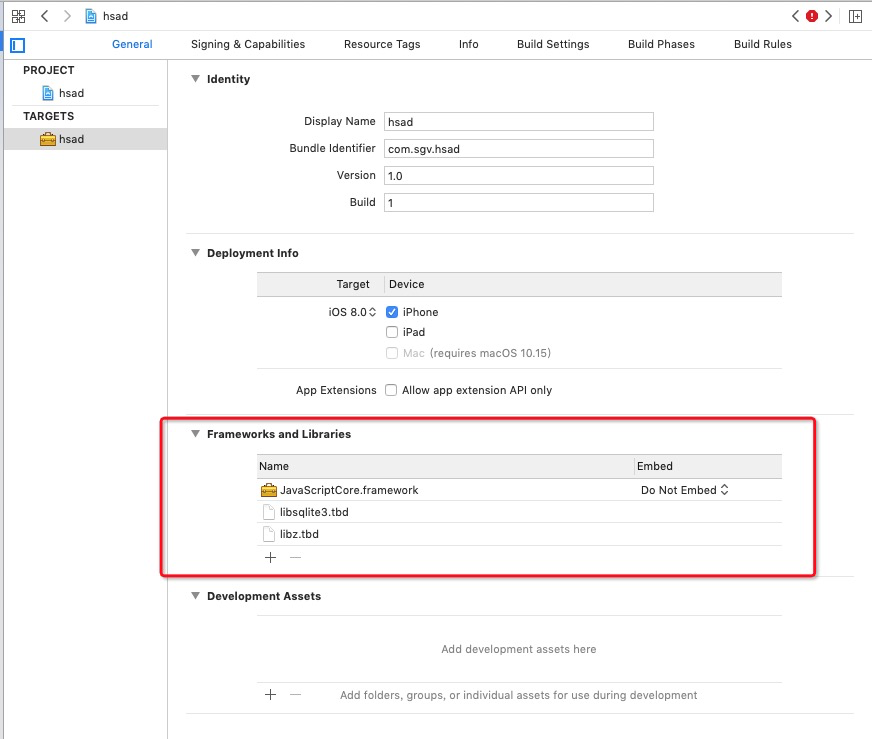 hsad
General Signing & Capabilities Resource Tags Info Build Settings Build Phases Build Rules
PROJECT
hsad
TARGETS
hsad
Identity
Display Name hsad
Bundle Identifier com.sgv.hsad
Version 1.0
Build 1
Deployment Info
Target Device
iOS 8.0 iPhone
iPad
Mac (requires macOS 10.15)
App Extensions Allow app extension API only
Frameworks and Libraries
Name Embed
JavaScriptCore.framework Do Not Embed
libsqlite3.tbd
libz.tbd
Development Assets
Add development assets here
Add folders, groups, or individual assets for use during development